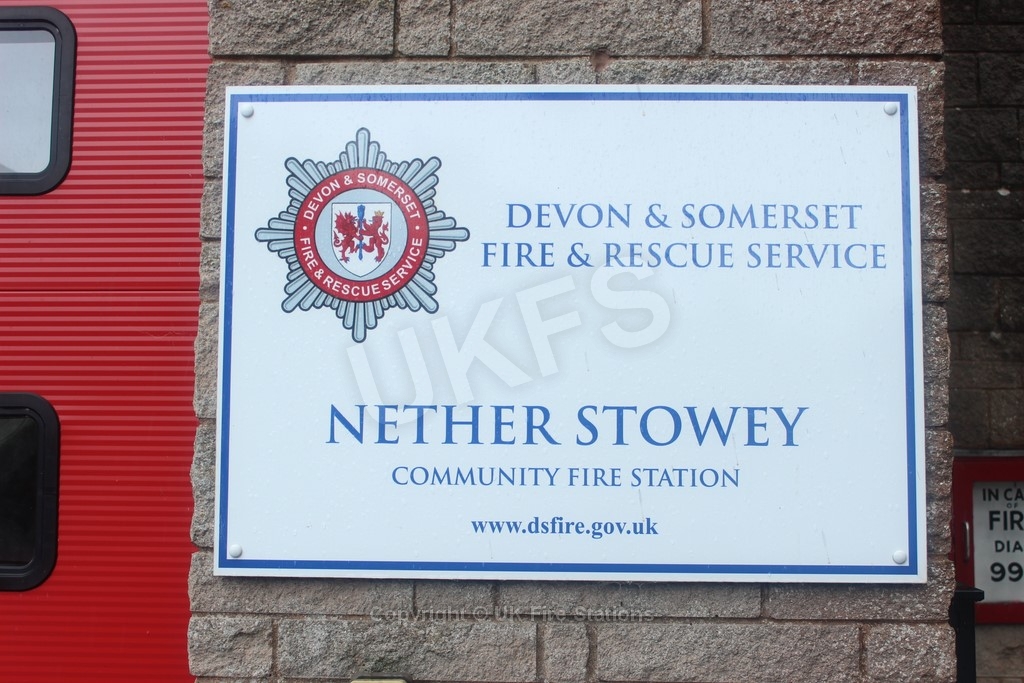 DEVON & SOMERSET
FIRE & RESCUE SERVICE
DEVON & SOMERSET
FIRE & RESCUE SERVICE
UKFS
NETHER STOWEY
COMMUNITY FIRE STATION
www.dsfire.gov.uk
IN CA
OF
FIR
DIA
99
Copyright © UK Fire Stations